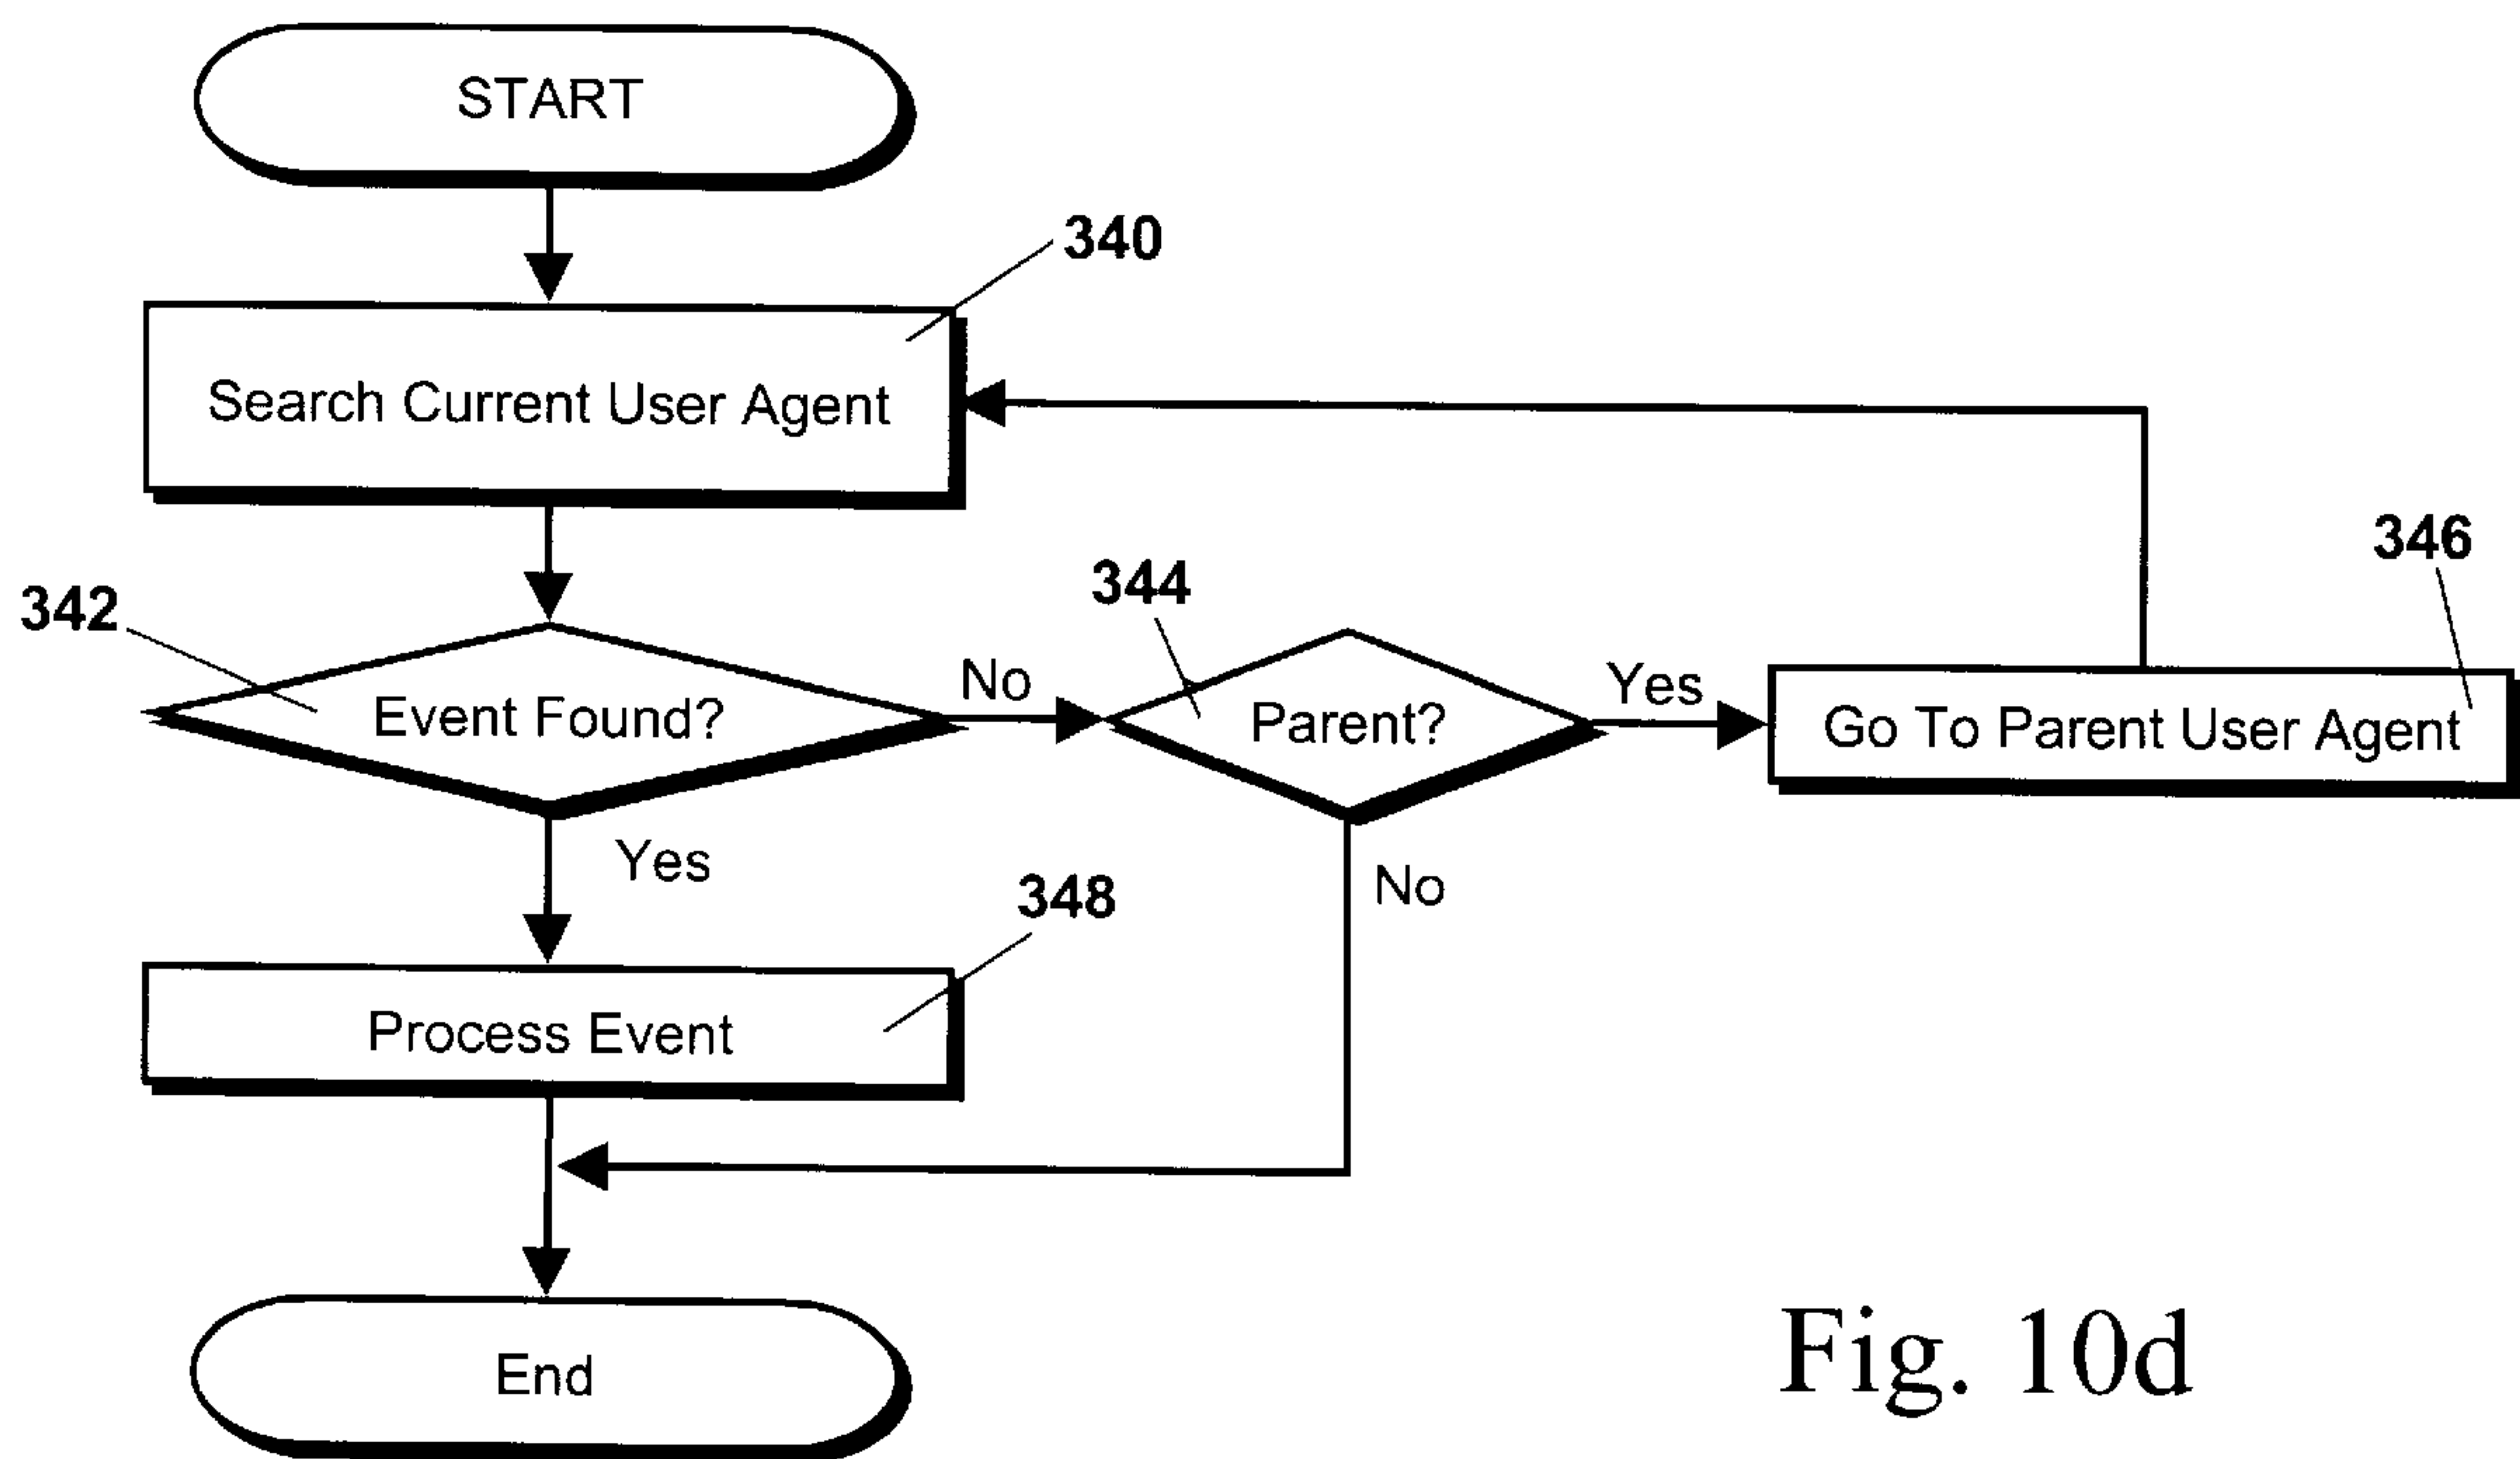 START
340
Search Current User Agent
346
344
342
No
Yes
Event Found?
Parent?
Go To Parent User Agent
Yes
348
No
Process Event
End
Fig. 10d